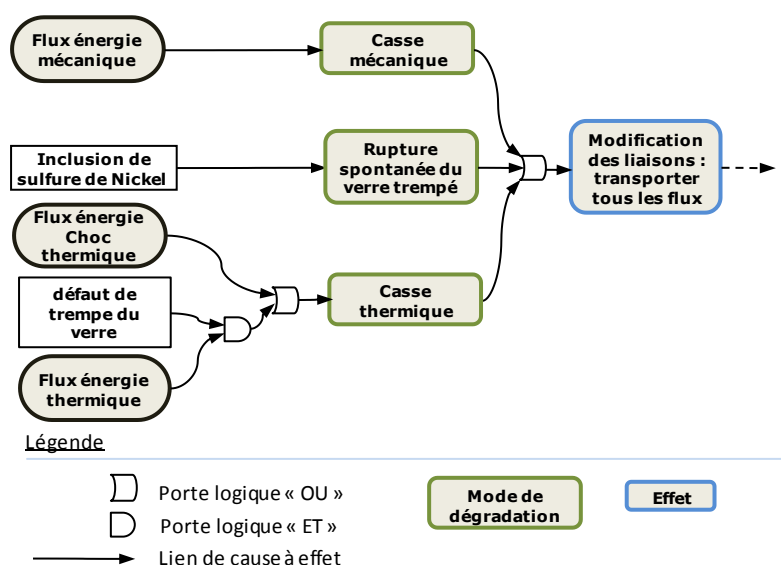 Flux énergie
mécanique
Casse
mécanique
Inclusion de
sulfure de Nickel
Rupture
spontanée du
verre trempé
Modification
des liaisons :
transporter
tous les flux
Flux énergie
Choc
thermique
défaut de
trempe du
verre
Casse
thermique
Flux énergie
thermique
Légende
Porte logique « OU »
Porte logique « ET »
Lien de cause à effet
Mode de
dégradation
Effet